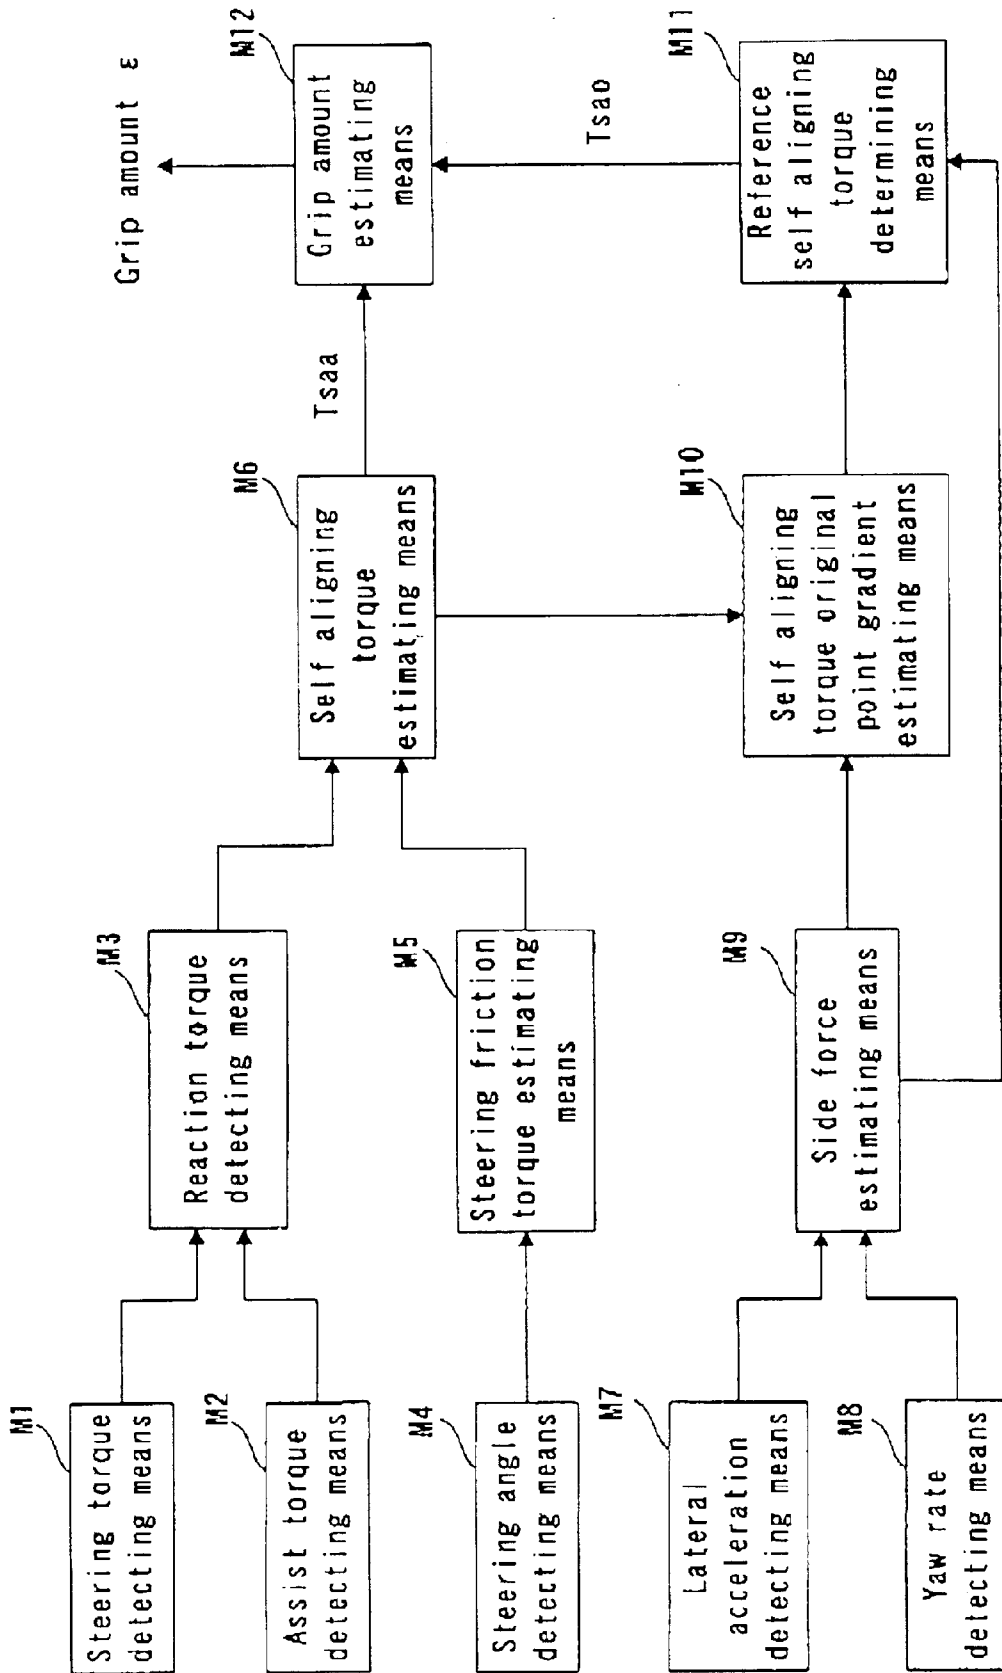 M1
Steering torque
detecting means
M2
Assist torque
detecting means
M4
Steering angle
detecting means
M7
Lateral
acceleration
detecting means
M8
Yaw rate
detecting means
M3
Reaction torque
detecting means
M5
Steering friction
torque estimating
means
M9
Side force
estimating means
M6
Self aligning
torque
estimating means
M10
Self aligning
torque original
point gradient
estimating means
Tsaa
Tsao
M12
Grip amount
estimating
means
M11
Reference
self aligning
torque
determining
means
Grip amount ε